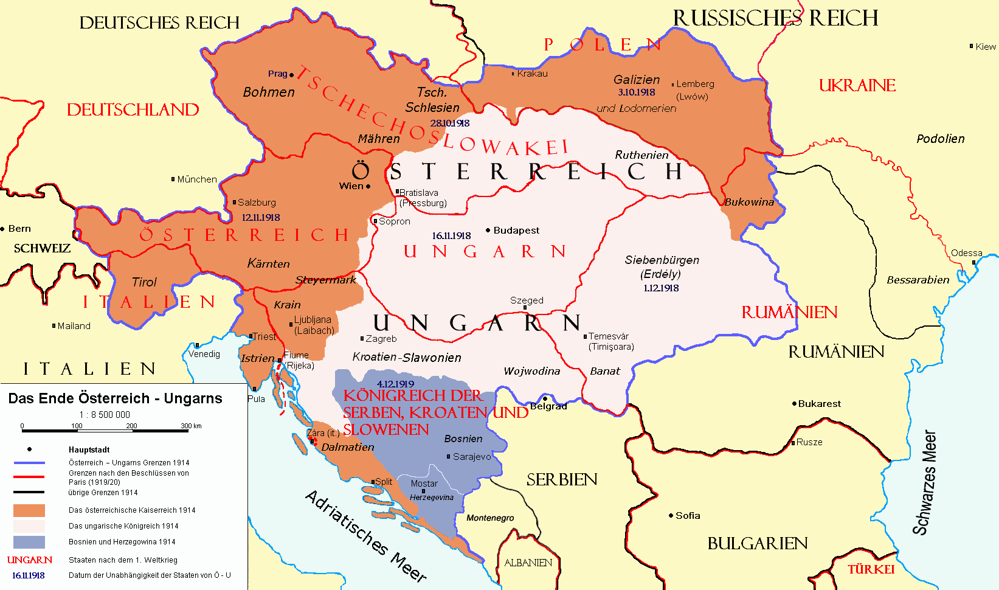 DEUTSCHES REICH
RUSSISCHES REICH
POLEN
Kiew
Prag
Krakau
Galizien
3.10.1918
Lemberg
(Lwów)
und Lodomerien
UKRAINE
Bohmen
TSCHECHOSLOWAKEI
Tsch.
Schlesien
28.10.1918
DEUTSCHLAND
Mähren
Podolien
Ruthenien
ÖSTERREICH
München
Wien
Bratislava
(Pressburg)
Salzburg
12.11.1918
Bukowina
Sopron
Bern
ÖSTERREICH
16.11.1918
Budapest
SCHWEIZ
UNGARN
Odessa
Kärnten
Siebenbürgen
(Erdély)
1.12.1918
Tirol
Steyermark
Bessarabien
ITALIEN
Krain
Szeged
RUMÄNIEN
Mailand
Ljubljana
(Laibach)
UNGARN
Triest
Zagreb
Temesvár
(Timişoara)
Venedig
Istrien
Fiume
(Rijeka)
Kroatien-Slawonien
RUMÄNIEN
ITALIEN
Wojwodina
Banat
4.12.1919
KÖNIGREICH DER
SERBEN, KROATEN UND
SLOWENEN
Pula
Belgrad
Bukarest
Zára (it.)
Dalmatien
Bosnien
Sarajevo
Rusze
Schwarzes Meer
Split
Mostar
Herzegovina
SERBIEN
Adriatisches Meer
Montenegro
Sofia
BULGARIEN
ALBANIEN
TÜRKEI
Das Ende Österreich - Ungarns
1 : 8 500 000
0 100 200 300 km
Hauptstadt
Österreich – Ungarns Grenzen 1914
Grenzen nach den Beschlüssen von
Paris (1919/20)
übrige Grenzen 1914
Das österreichische Kaiserreich 1914
Das ungarische Königreich 1914
Bosnien und Herzegowina 1914
UNGARN Staaten nach dem 1. Weltkrieg
16.11.1918 Datum der Unabhängigkeit der Staaten von Ö - U